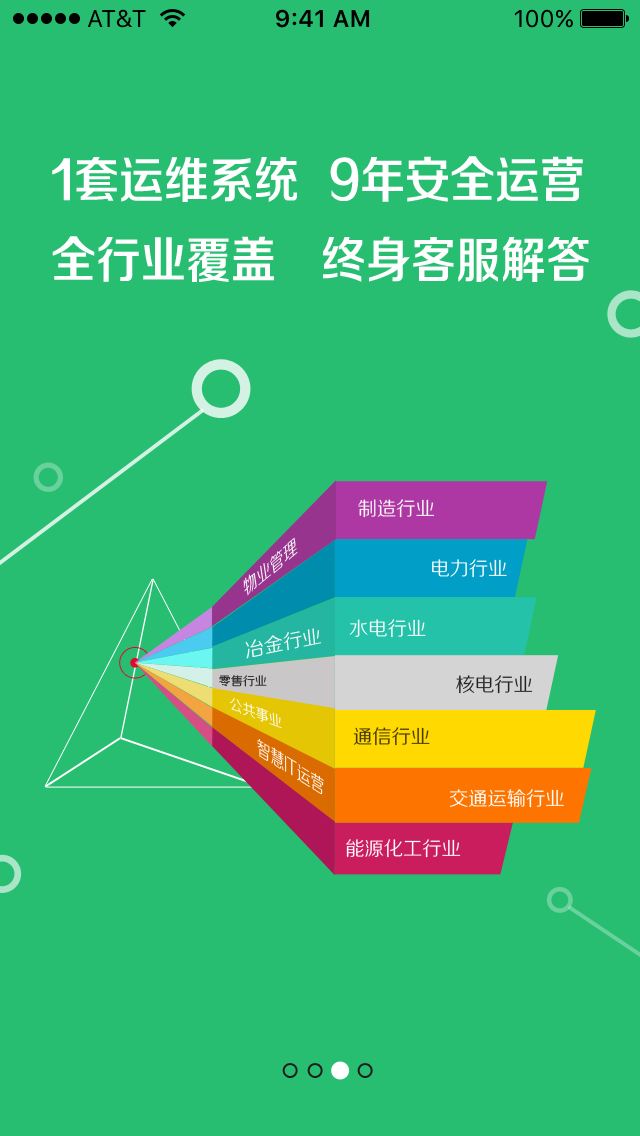 AT&T 9:41 AM 100%
1套运维系统 9年安全运营
全行业覆盖 终身客服解答
制造行业
物业管理
电力行业
冶金行业
水电行业
零售行业
核电行业
公共事业
通信行业
智慧IT运营
交通运输行业
能源化工行业